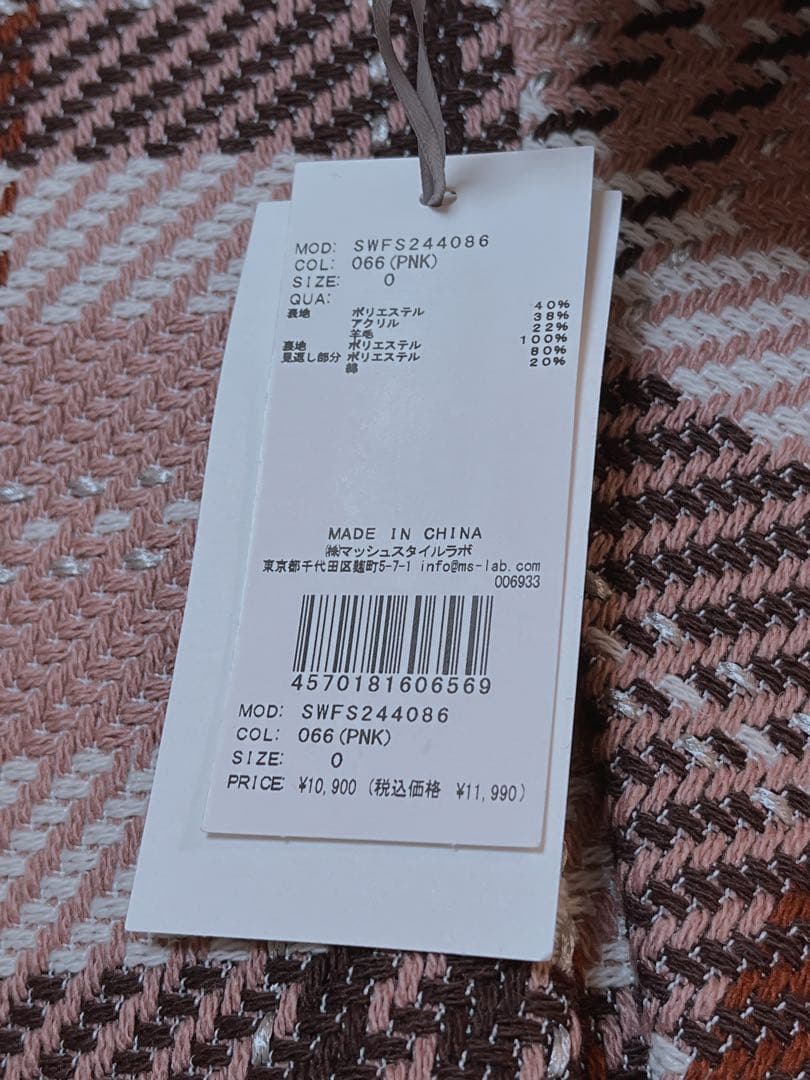 MOD: SWFS244086
COL: 066(PNK)
SIZE: 0
QUA:
表地 ポリエステル 40%
アクリル 38%
羊毛 22%
裏地 ポリエステル 100%
見返し部分 ポリエステル 80%
綿 20%
MADE IN CHINA
㈱マッシュスタイルラボ
東京都千代田区麹町5-7-1 info@ms-lab.com
006933
4570181606569
MOD: SWFS244086
COL: 066(PNK)
SIZE: 0
PRICE: ¥10,900 (税込価格 ¥11,990)